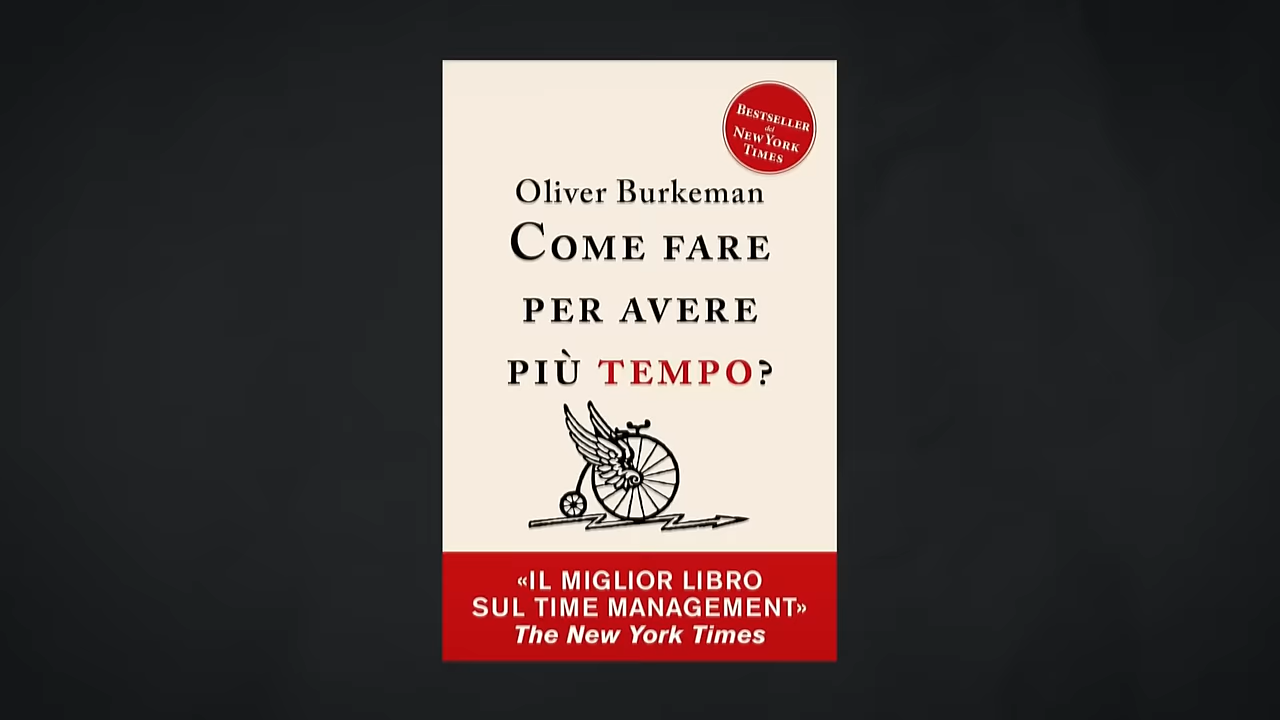 BESTSELLER
del
NEW YORK
TIMES
Oliver Burkeman
COME FARE
PER AVERE
PIÙ TEMPO?
«IL MIGLIOR LIBRO
SUL TIME MANAGEMENT»
The New York Times